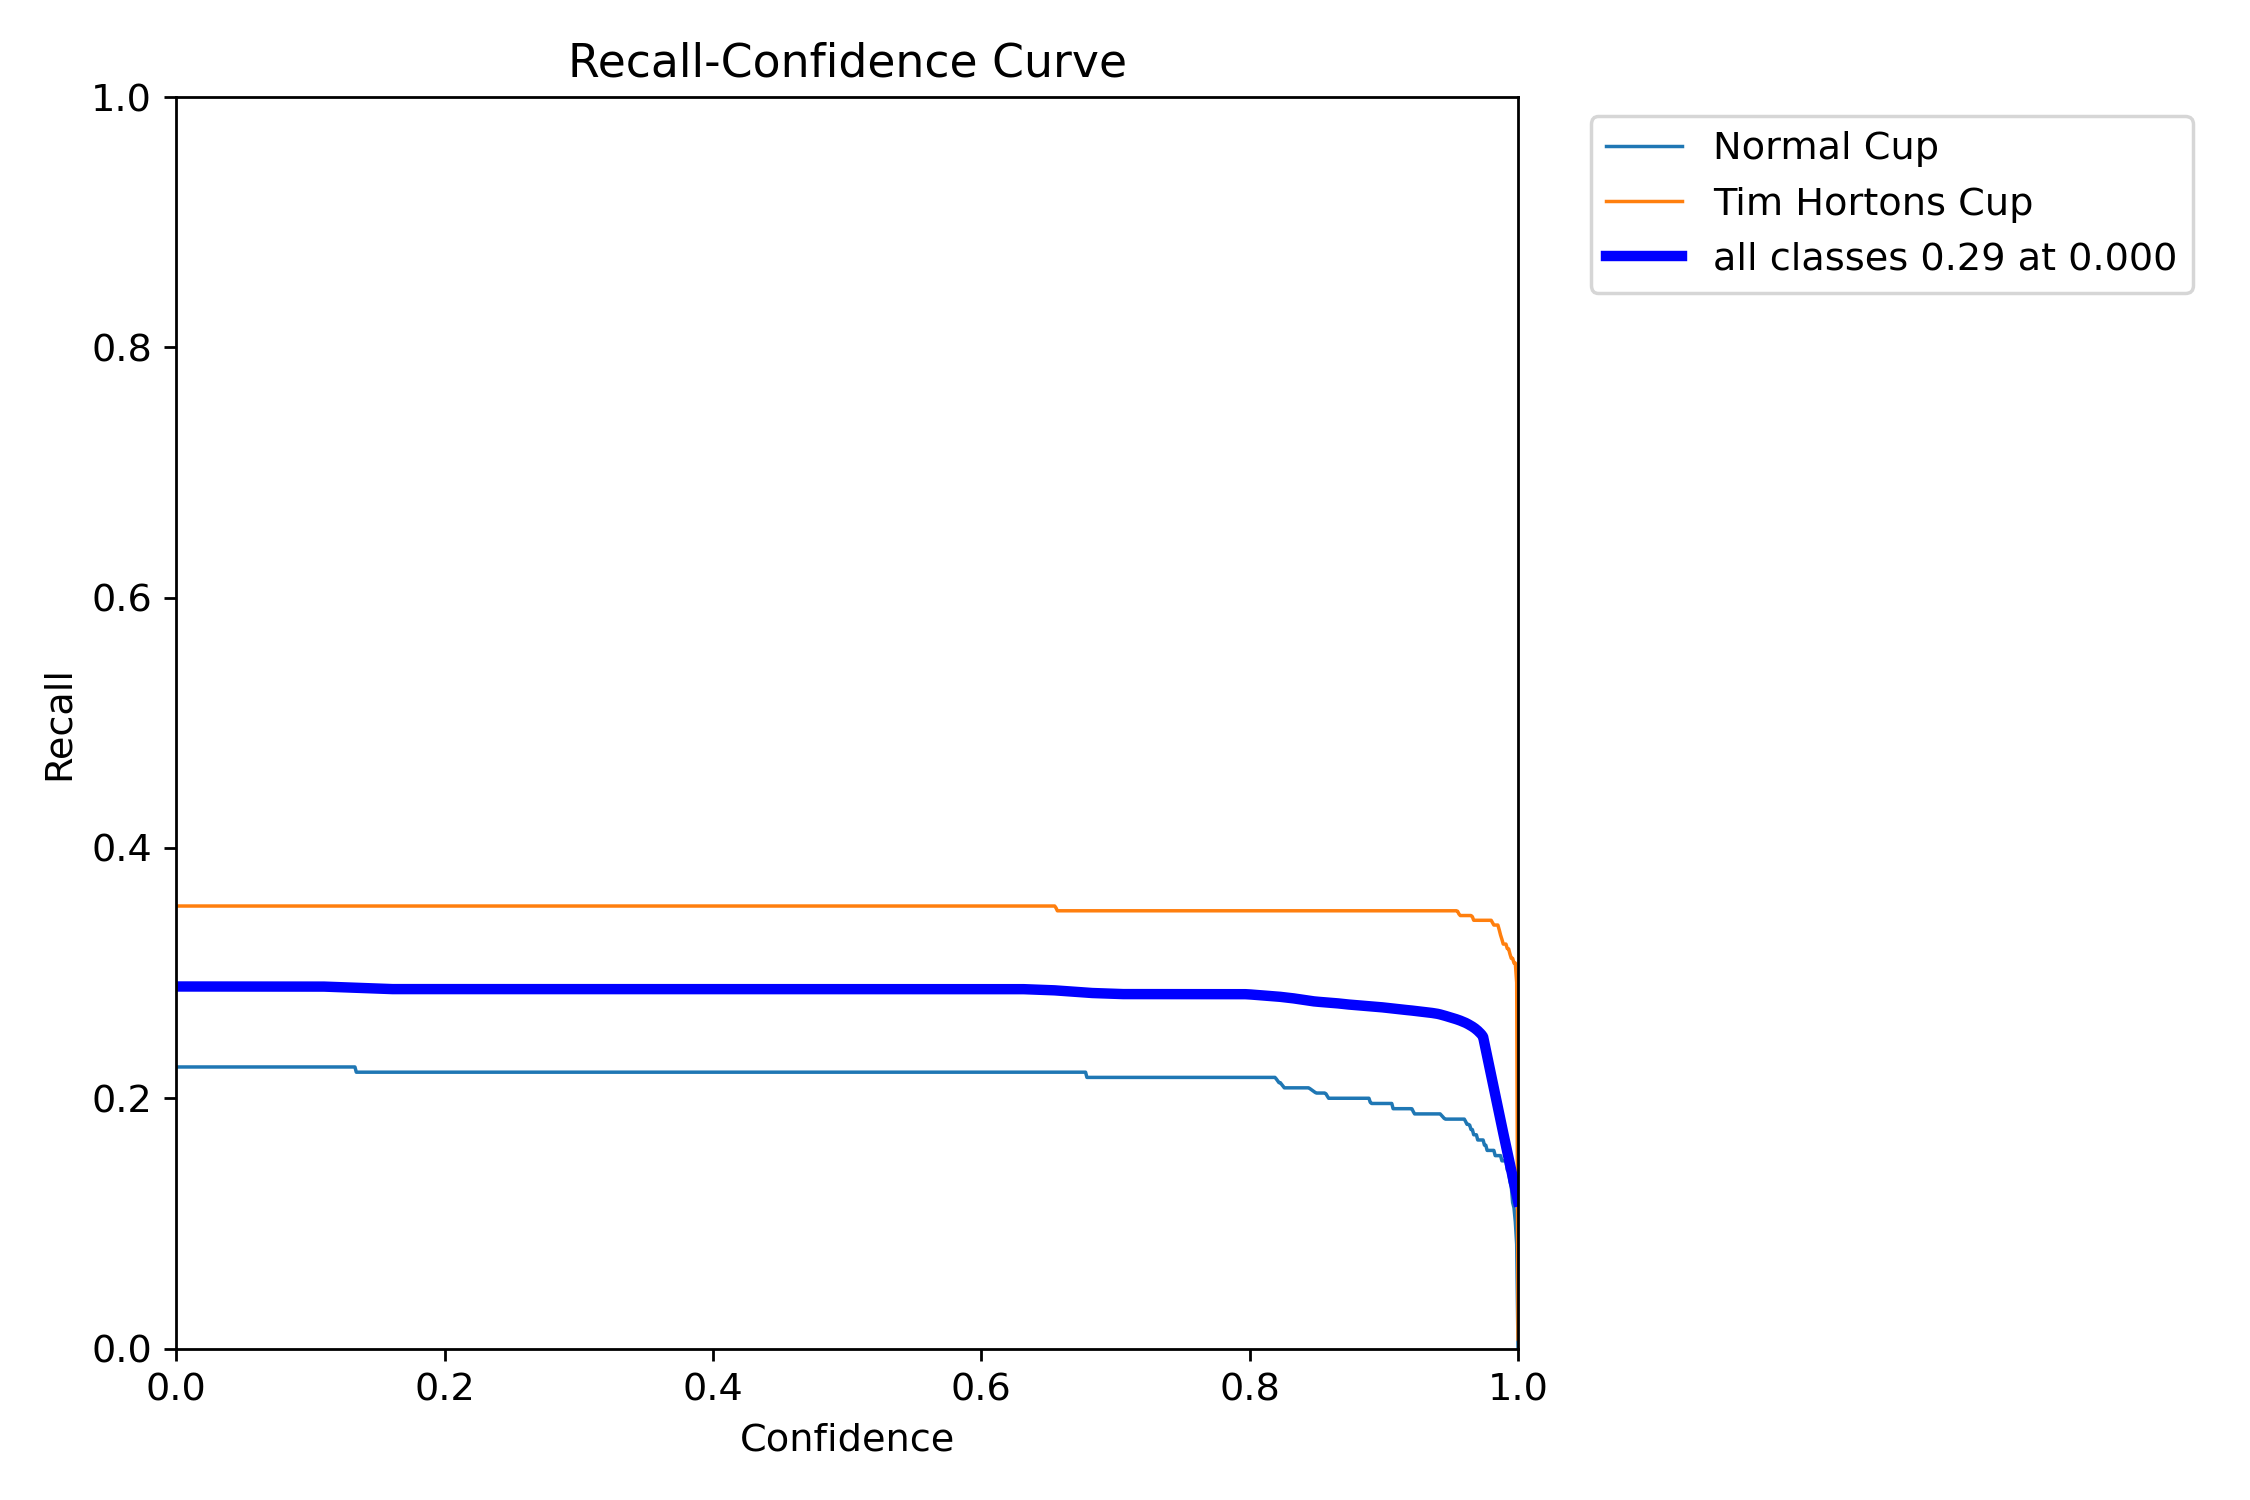 Recall-Confidence Curve
1.0
0.8
0.6
0.4
0.2
0.0
Recall
0.0 0.2 0.4 0.6 0.8 1.0
Confidence
Normal Cup
Tim Hortons Cup
all classes 0.29 at 0.000